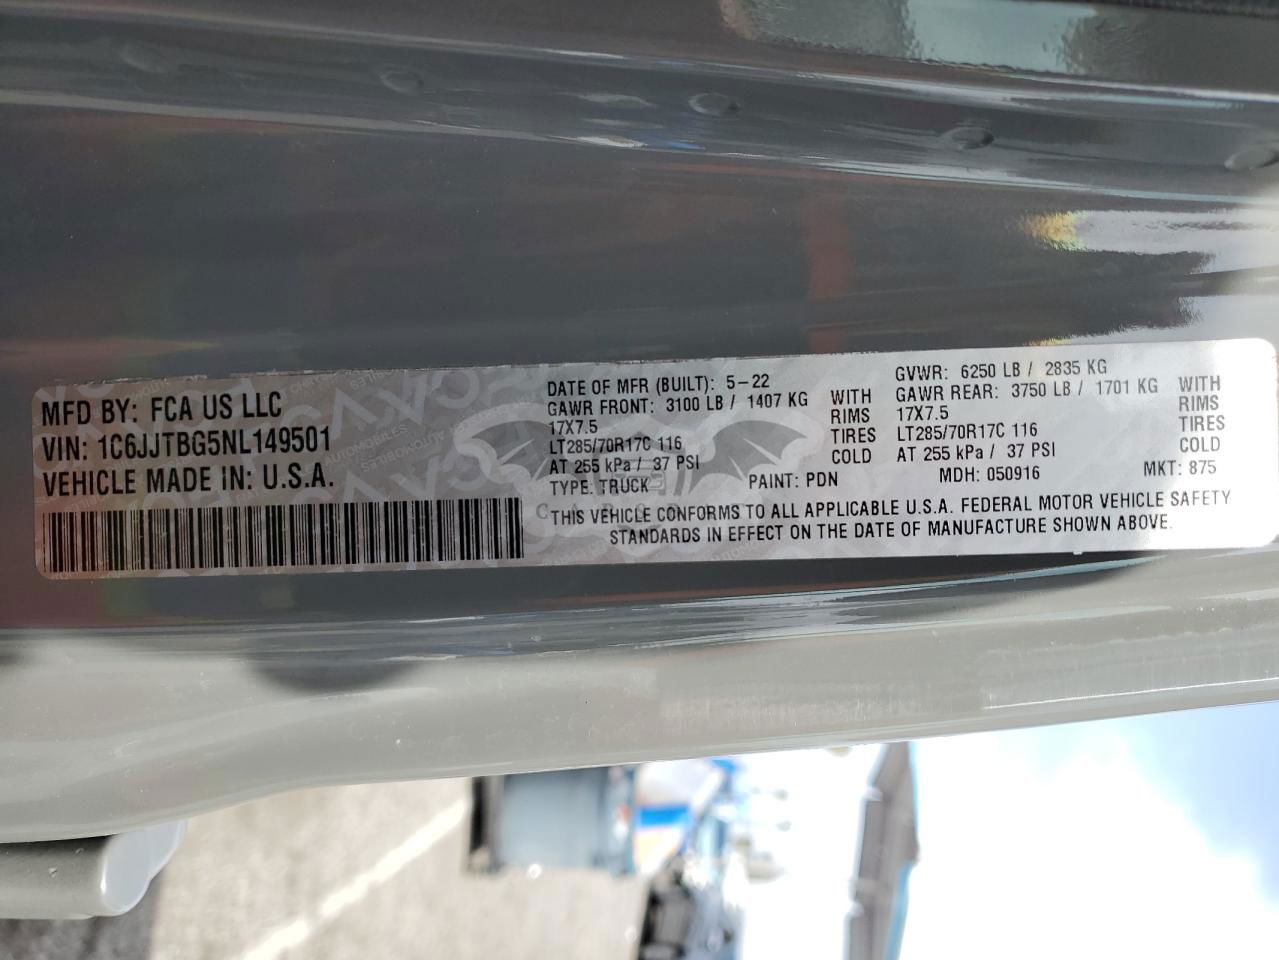 MFD BY: FCA US LLC
VIN: 1C6JJTBG5NL149501
VEHICLE MADE IN: U.S.A.
DATE OF MFR (BUILT): 5-22
GAWR FRONT: 3100 LB / 1407 KG WITH
17X7.5 RIMS
LT285/70R17C 116 TIRES
AT 255 kPa / 37 PSI COLD
GVWR: 6250 LB / 2835 KG
GAWR REAR: 3750 LB / 1701 KG WITH
17X7.5 RIMS
LT285/70R17C 116 TIRES
AT 255 kPa / 37 PSI COLD
TYPE: TRUCK PAINT: PDN MDH: 050916 MKT: 875
THIS VEHICLE CONFORMS TO ALL APPLICABLE U.S.A. FEDERAL MOTOR VEHICLE SAFETY
STANDARDS IN EFFECT ON THE DATE OF MANUFACTURE SHOWN ABOVE.
CARS